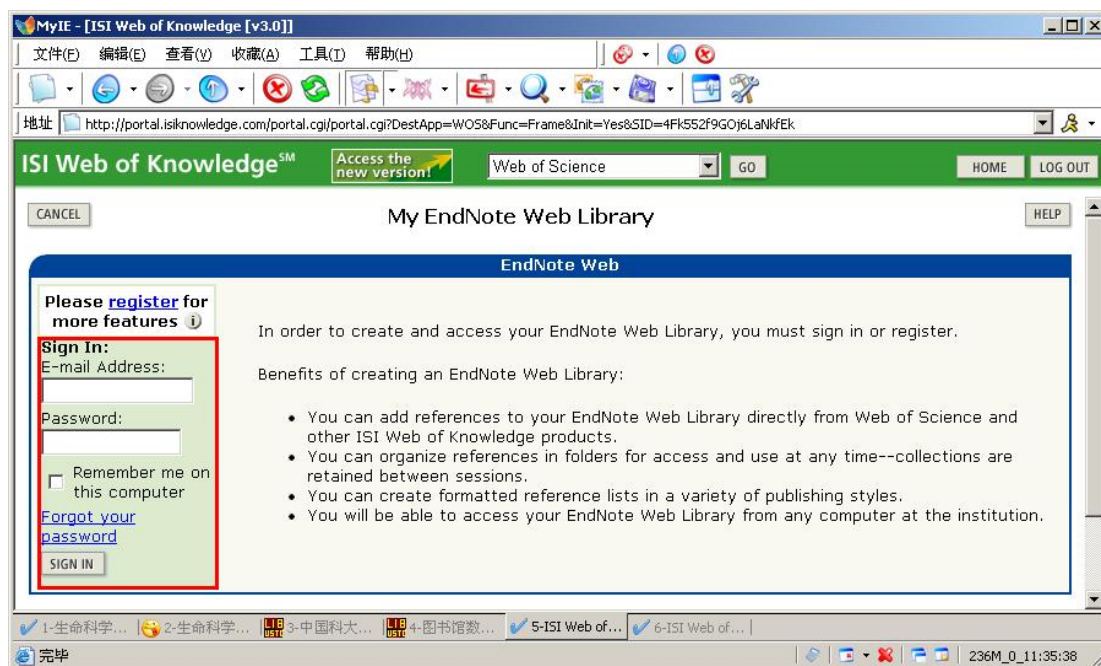 MyIE - [ISI Web of Knowledge [v3.0]]
文件(F) 编辑(E) 查看(V) 收藏(A) 工具(T) 帮助(H)
地址 http://portal.isiknowledge.com/portal.cgi/portal.cgi?DestApp=WOS&Func=Frame&Init=Yes&SID=4Fk552f9GOj6LaNkfEk
ISI Web of Knowledge℠ Access the new version! Web of Science GO HOME LOG OUT
CANCEL My EndNote Web Library HELP
EndNote Web
Please register for
more features i
Sign In:
E-mail Address:
Password:
Remember me on
this computer
Forgot your
password
SIGN IN
In order to create and access your EndNote Web Library, you must sign in or register.
Benefits of creating an EndNote Web Library:
• You can add references to your EndNote Web Library directly from Web of Science and
other ISI Web of Knowledge products.
• You can organize references in folders for access and use at any time--collections are
retained between sessions.
• You can create formatted reference lists in a variety of publishing styles.
• You will be able to access your EndNote Web Library from any computer at the institution.
1-生命科学... 2-生命科学... LIB USTC 3-中国科大... LIB USTC 4-图书馆数... 5-ISI Web of... 6-ISI Web of...
完毕 236M_0_11:35:38